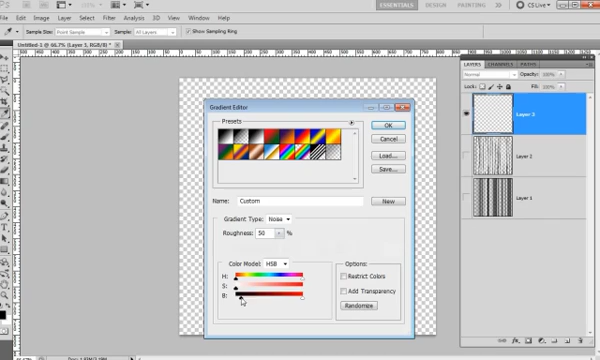 Ps
ESSENTIALS DESIGN PAINTING CS Live
Edit Image Layer Select Filter Analysis 3D View Window Help
Sample Size: Point Sample Sample: All Layers Show Sampling Ring
Untitled-1 @ 66.7% (Layer 3, RGB/8) *
LAYERS CHANNELS PATHS
Normal Opacity: 100%
Lock: Fill: 100%
Layer 3
Layer 2
Layer 1
Gradient Editor
Presets
OK
Cancel
Load...
Save...
Name: Custom New
Gradient Type: Noise
Roughness: 50 %
Color Model: HSB
H:
S:
B:
Options:
Restrict Colors
Add Transparency
Randomize